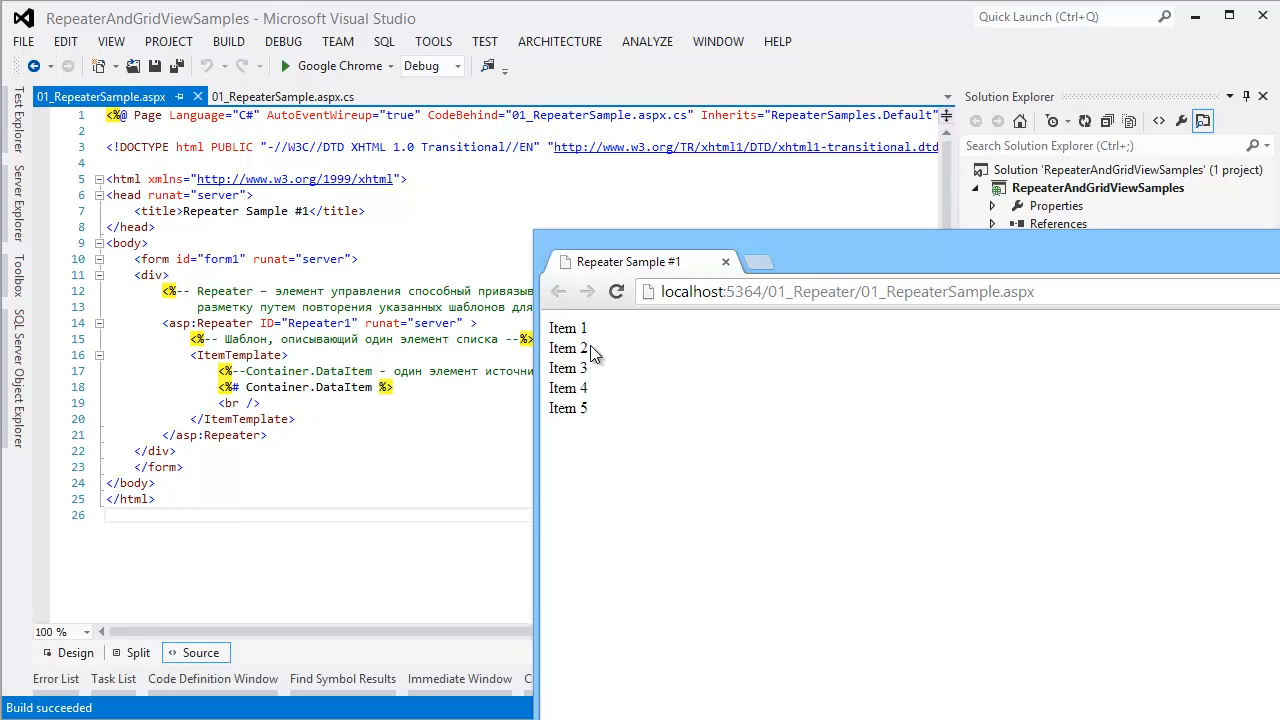 RepeaterAndGridViewSamples - Microsoft Visual Studio
Quick Launch (Ctrl+Q)
FILE EDIT VIEW PROJECT BUILD DEBUG TEAM SQL TOOLS TEST ARCHITECTURE ANALYZE WINDOW HELP
Google Chrome Debug
Test Explorer
Server Explorer
Toolbox
SQL Server Object Explorer
01_RepeaterSample.aspx 01_RepeaterSample.aspx.cs
1 <%@ Page Language="C#" AutoEventWireup="true" CodeBehind="01_RepeaterSample.aspx.cs" Inherits="RepeaterSamples.Default"
2
3 <!DOCTYPE html PUBLIC "-//W3C//DTD XHTML 1.0 Transitional//EN" "http://www.w3.org/TR/xhtml1/DTD/xhtml1-transitional.dtd
4
5 <html xmlns="http://www.w3.org/1999/xhtml">
6 <head runat="server">
7 <title>Repeater Sample #1</title>
8 </head>
9 <body>
10 <form id="form1" runat="server">
11 <div>
12 <%-- Repeater – элемент управления способный привязыв
13 разметку путем повторения указанных шаблонов для
14 <asp:Repeater ID="Repeater1" runat="server" >
15 <%-- Шаблон, описывающий один элемент списка --%>
16 <ItemTemplate>
17 <%--Container.DataItem - один элемент источни
18 <%# Container.DataItem %>
19 <br />
20 </ItemTemplate>
21 </asp:Repeater>
22 </div>
23 </form>
24 </body>
25 </html>
26
100 %
Design Split Source
Error List Task List Code Definition Window Find Symbol Results Immediate Window C
Build succeeded
Solution Explorer
Search Solution Explorer (Ctrl+;)
Solution 'RepeaterAndGridViewSamples' (1 project)
RepeaterAndGridViewSamples
Properties
References
Repeater Sample #1
localhost:5364/01_Repeater/01_RepeaterSample.aspx
Item 1
Item 2
Item 3
Item 4
Item 5